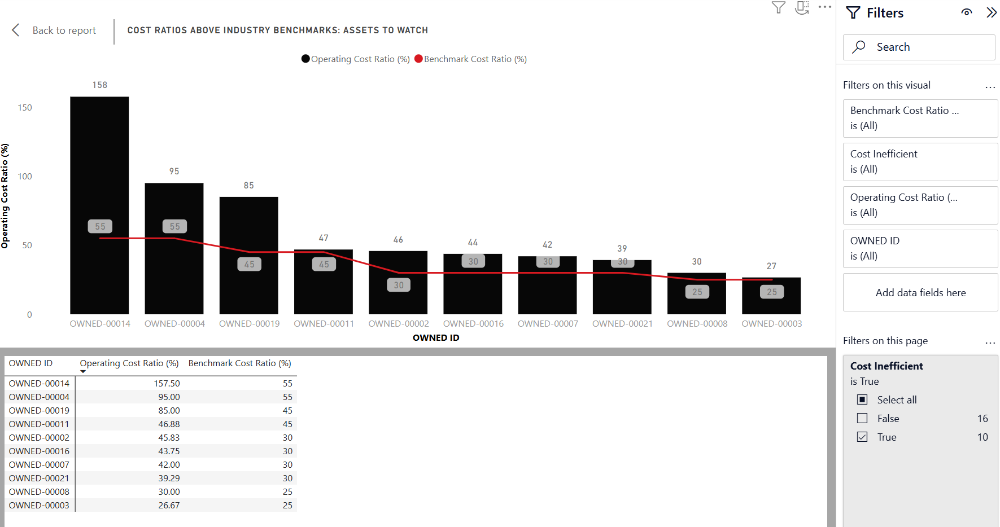 Back to report
COST RATIOS ABOVE INDUSTRY BENCHMARKS: ASSETS TO WATCH
Operating Cost Ratio (%) Benchmark Cost Ratio (%)
Operating Cost Ratio (%)
150
100
50
0
158
95
85
47
46
44
42
39
30
27
55
55
45
45
30
30
30
30
25
25
OWNED-00014 OWNED-00004 OWNED-00019 OWNED-00011 OWNED-00002 OWNED-00016 OWNED-00007 OWNED-00021 OWNED-00008 OWNED-00003
OWNED ID
OWNED ID Operating Cost Ratio (%) Benchmark Cost Ratio (%)
OWNED-00014 157.50 55
OWNED-00004 95.00 55
OWNED-00019 85.00 45
OWNED-00011 46.88 45
OWNED-00002 45.83 30
OWNED-00016 43.75 30
OWNED-00007 42.00 30
OWNED-00021 39.29 30
OWNED-00008 30.00 25
OWNED-00003 26.67 25
Filters
Search
Filters on this visual ...
Benchmark Cost Ratio ...
is (All)
Cost Inefficient
is (All)
Operating Cost Ratio (...
is (All)
OWNED ID
is (All)
Add data fields here
Filters on this page ...
Cost Inefficient
is True
Select all
False 16
True 10